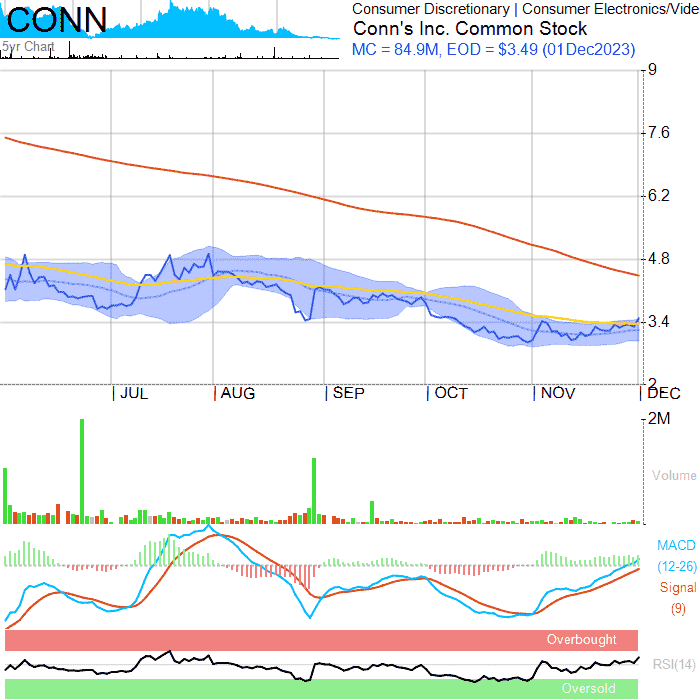 CONN
Consumer Discretionary | Consumer Electronics/Vide
Conn's Inc. Common Stock
MC = 84.9M, EOD = $3.49 (01Dec2023)
5yr Chart
9
7.6
6.2
4.8
3.4
2
JUL
AUG
SEP
OCT
NOV
DEC
2M
Volume
MACD
(12-26)
Signal
(9)
Overbought
RSI(14)
Oversold